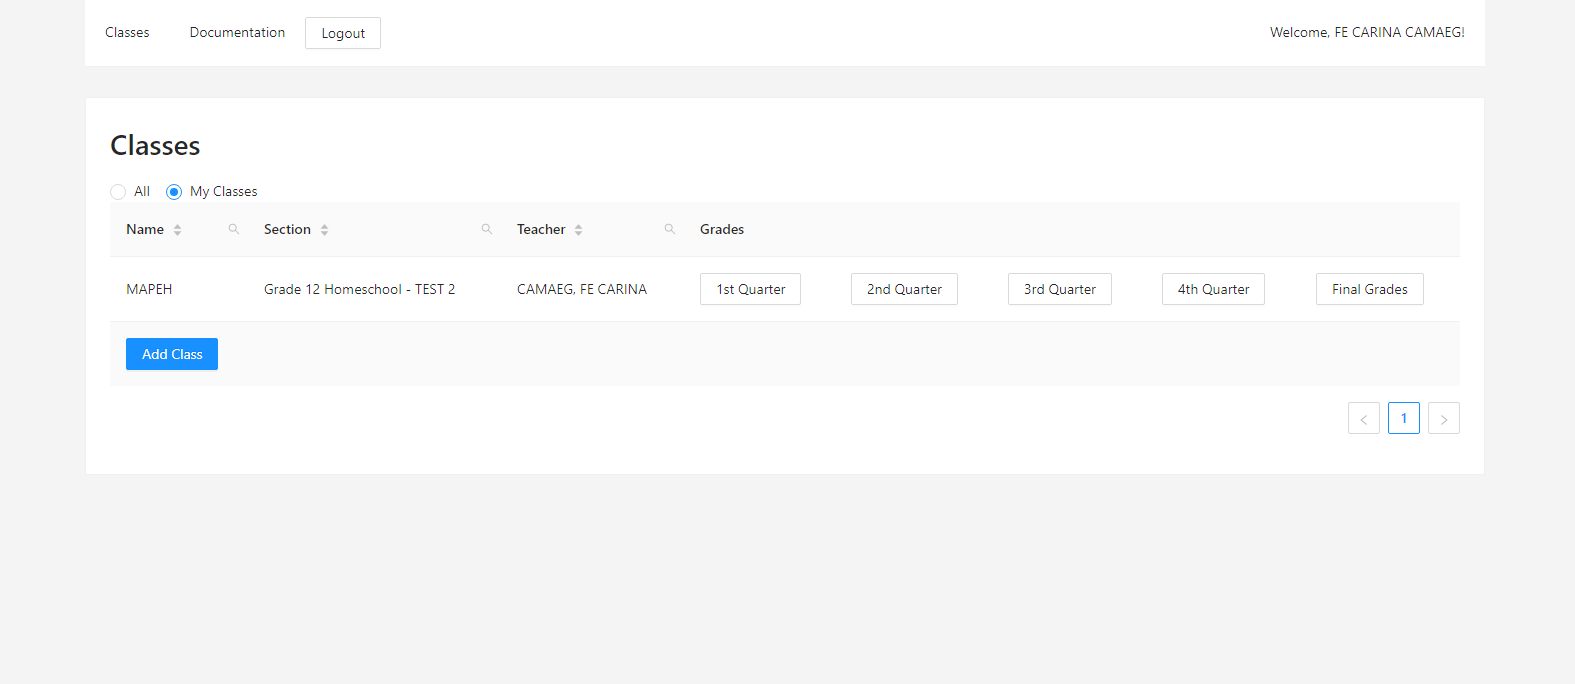 Classes Documentation Logout Welcome, FE CARINA CAMAEG!
Classes
All My Classes
Name Section Teacher Grades
MAPEH Grade 12 Homeschool - TEST 2 CAMAEG, FE CARINA 1st Quarter 2nd Quarter 3rd Quarter 4th Quarter Final Grades
Add Class
< 1 >